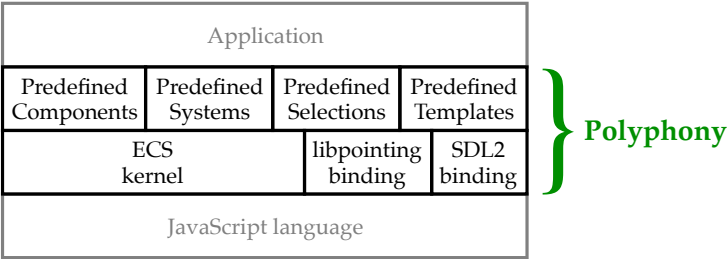 Application
Predefined Components
Predefined Systems
Predefined Selections
Predefined Templates
Polyphony
ECS kernel
libpointing binding
SDL2 binding
JavaScript language